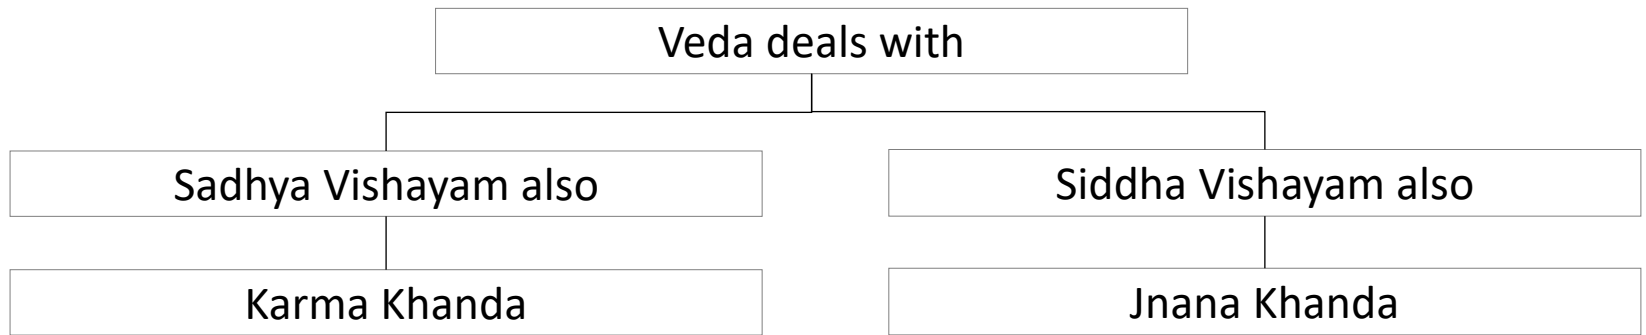 Veda deals with
Sadhya Vishayam also
Siddha Vishayam also
Karma Khanda
Jnana Khanda